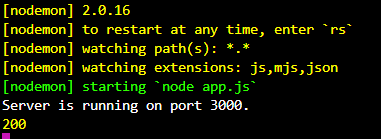 [nodemon] 2.0.16
[nodemon] to restart at any time, enter `rs`
[nodemon] watching path(s): *.*
[nodemon] watching extensions: js,mjs,json
[nodemon] starting `node app.js`
Server is running on port 3000.
200